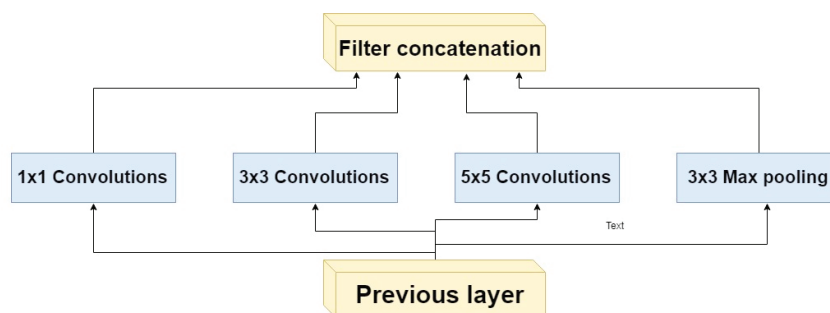 Filter concatenation
1x1 Convolutions
3x3 Convolutions
5x5 Convolutions
3x3 Max pooling
Text
Previous layer